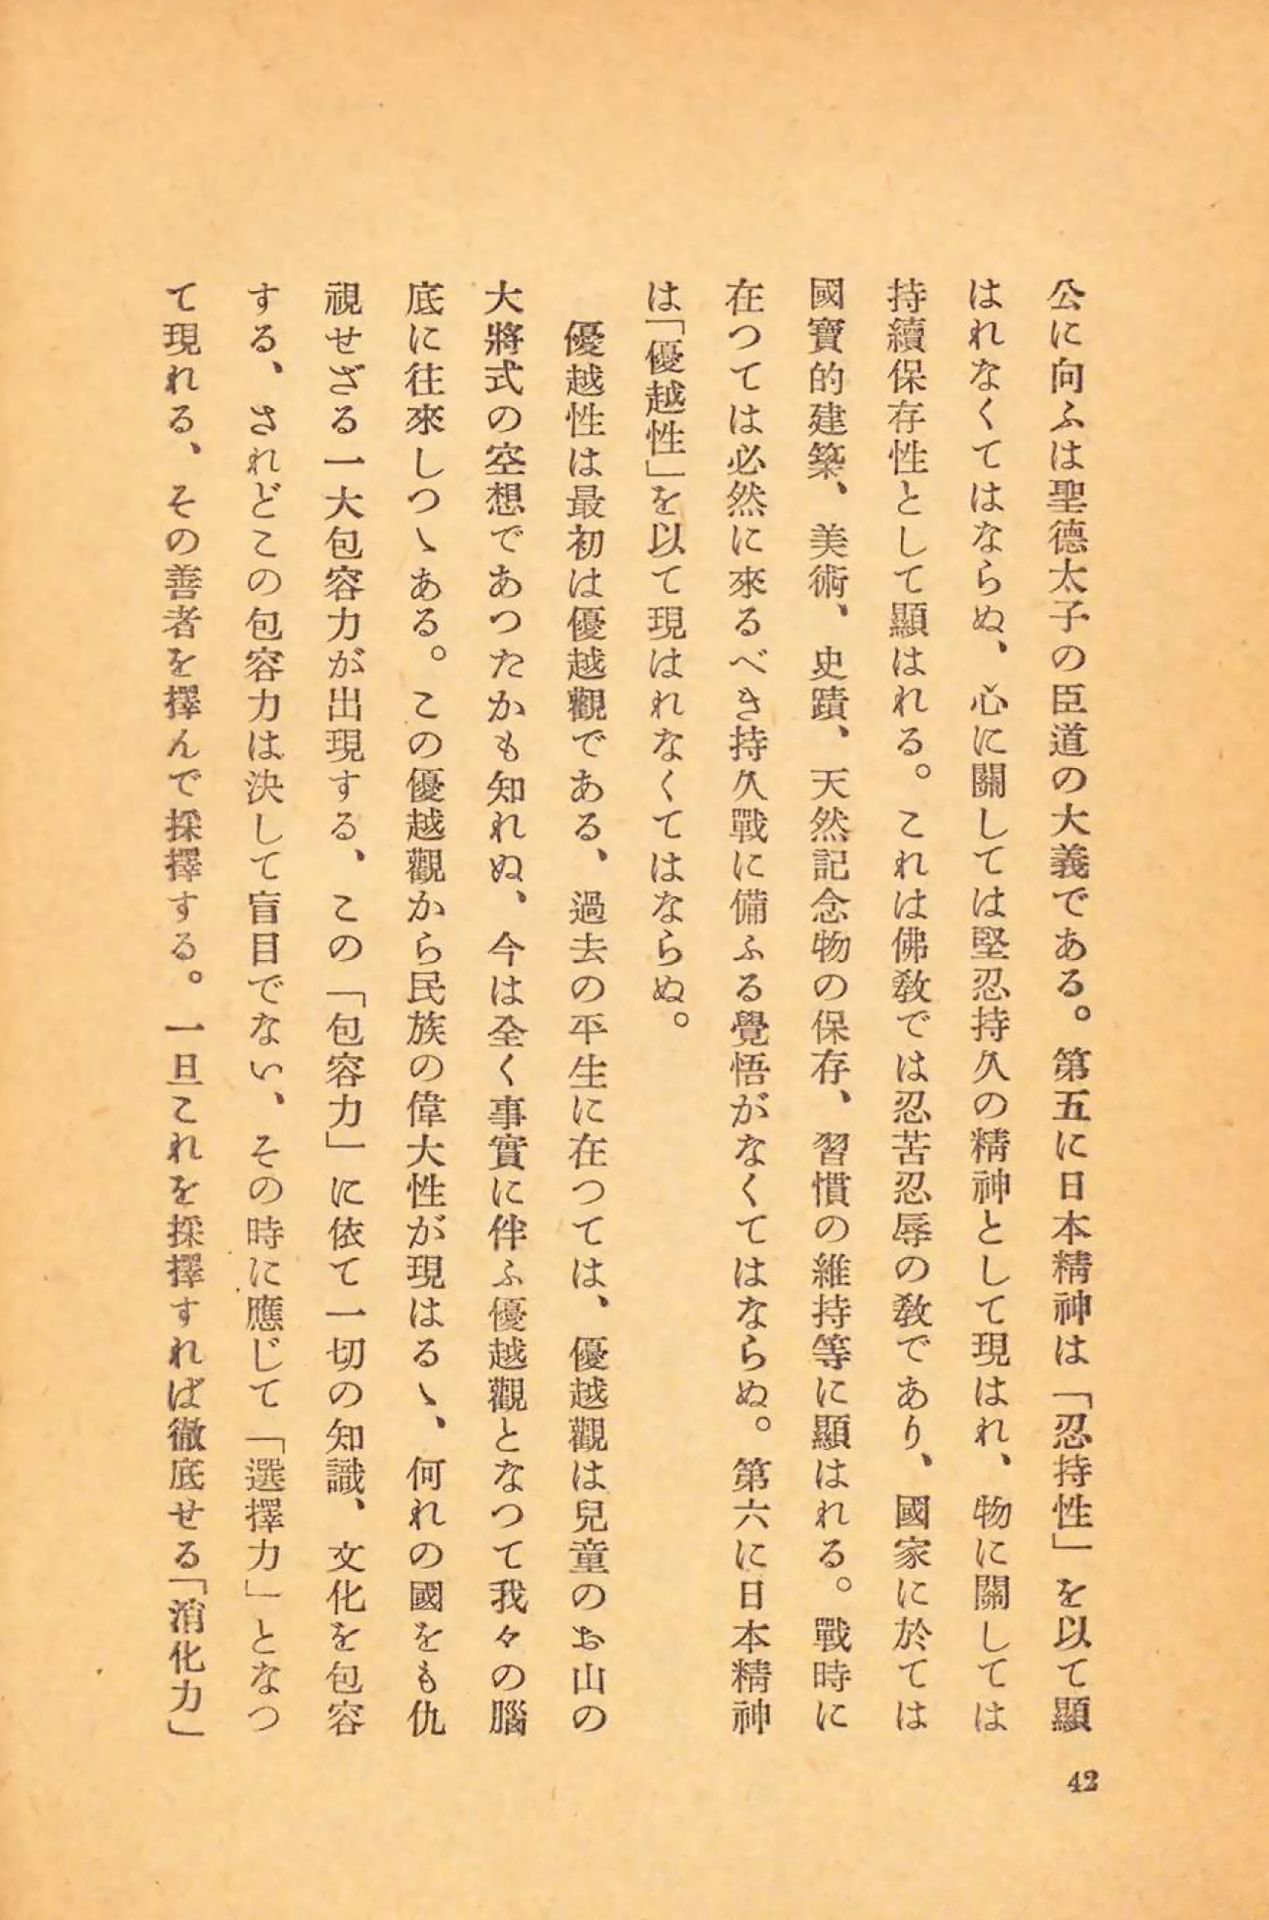 公に向ふは聖德太子の臣道の大義である。第五に日本精神は「忍持性」を以て顯
はれなくてはならぬ、心に關しては堅忍持久の精神として現はれ、物に關しては
持續保存性として顯はれる。これは佛敎では忍苦忍辱の敎であり、國家に於ては
國寶的建築、美術、史蹟、天然記念物の保存、習慣の維持等に顯はれる。戰時に
在つては必然に來るべき持久戰に備ふる覺悟がなくてはならぬ。第六に日本精神
は「優越性」を以て現はれなくてはならぬ。
優越性は最初は優越觀である、過去の平生に在つては、優越觀は兒童のお山の
大將式の空想であつたかも知れぬ、今は全く事實に伴ふ優越觀となつて我々の腦
底に往來しつゝある。この優越觀から民族の偉大性が現はるゝ、何れの國をも仇
視せざる一大包容力が出現する、この「包容力」に依て一切の知識、文化を包容
する、されどこの包容力は決して盲目でない、その時に應じて「選擇力」となつ
て現れる、その善者を擇んで採擇する。一旦これを採擇すれば徹底せる「消化力」
42